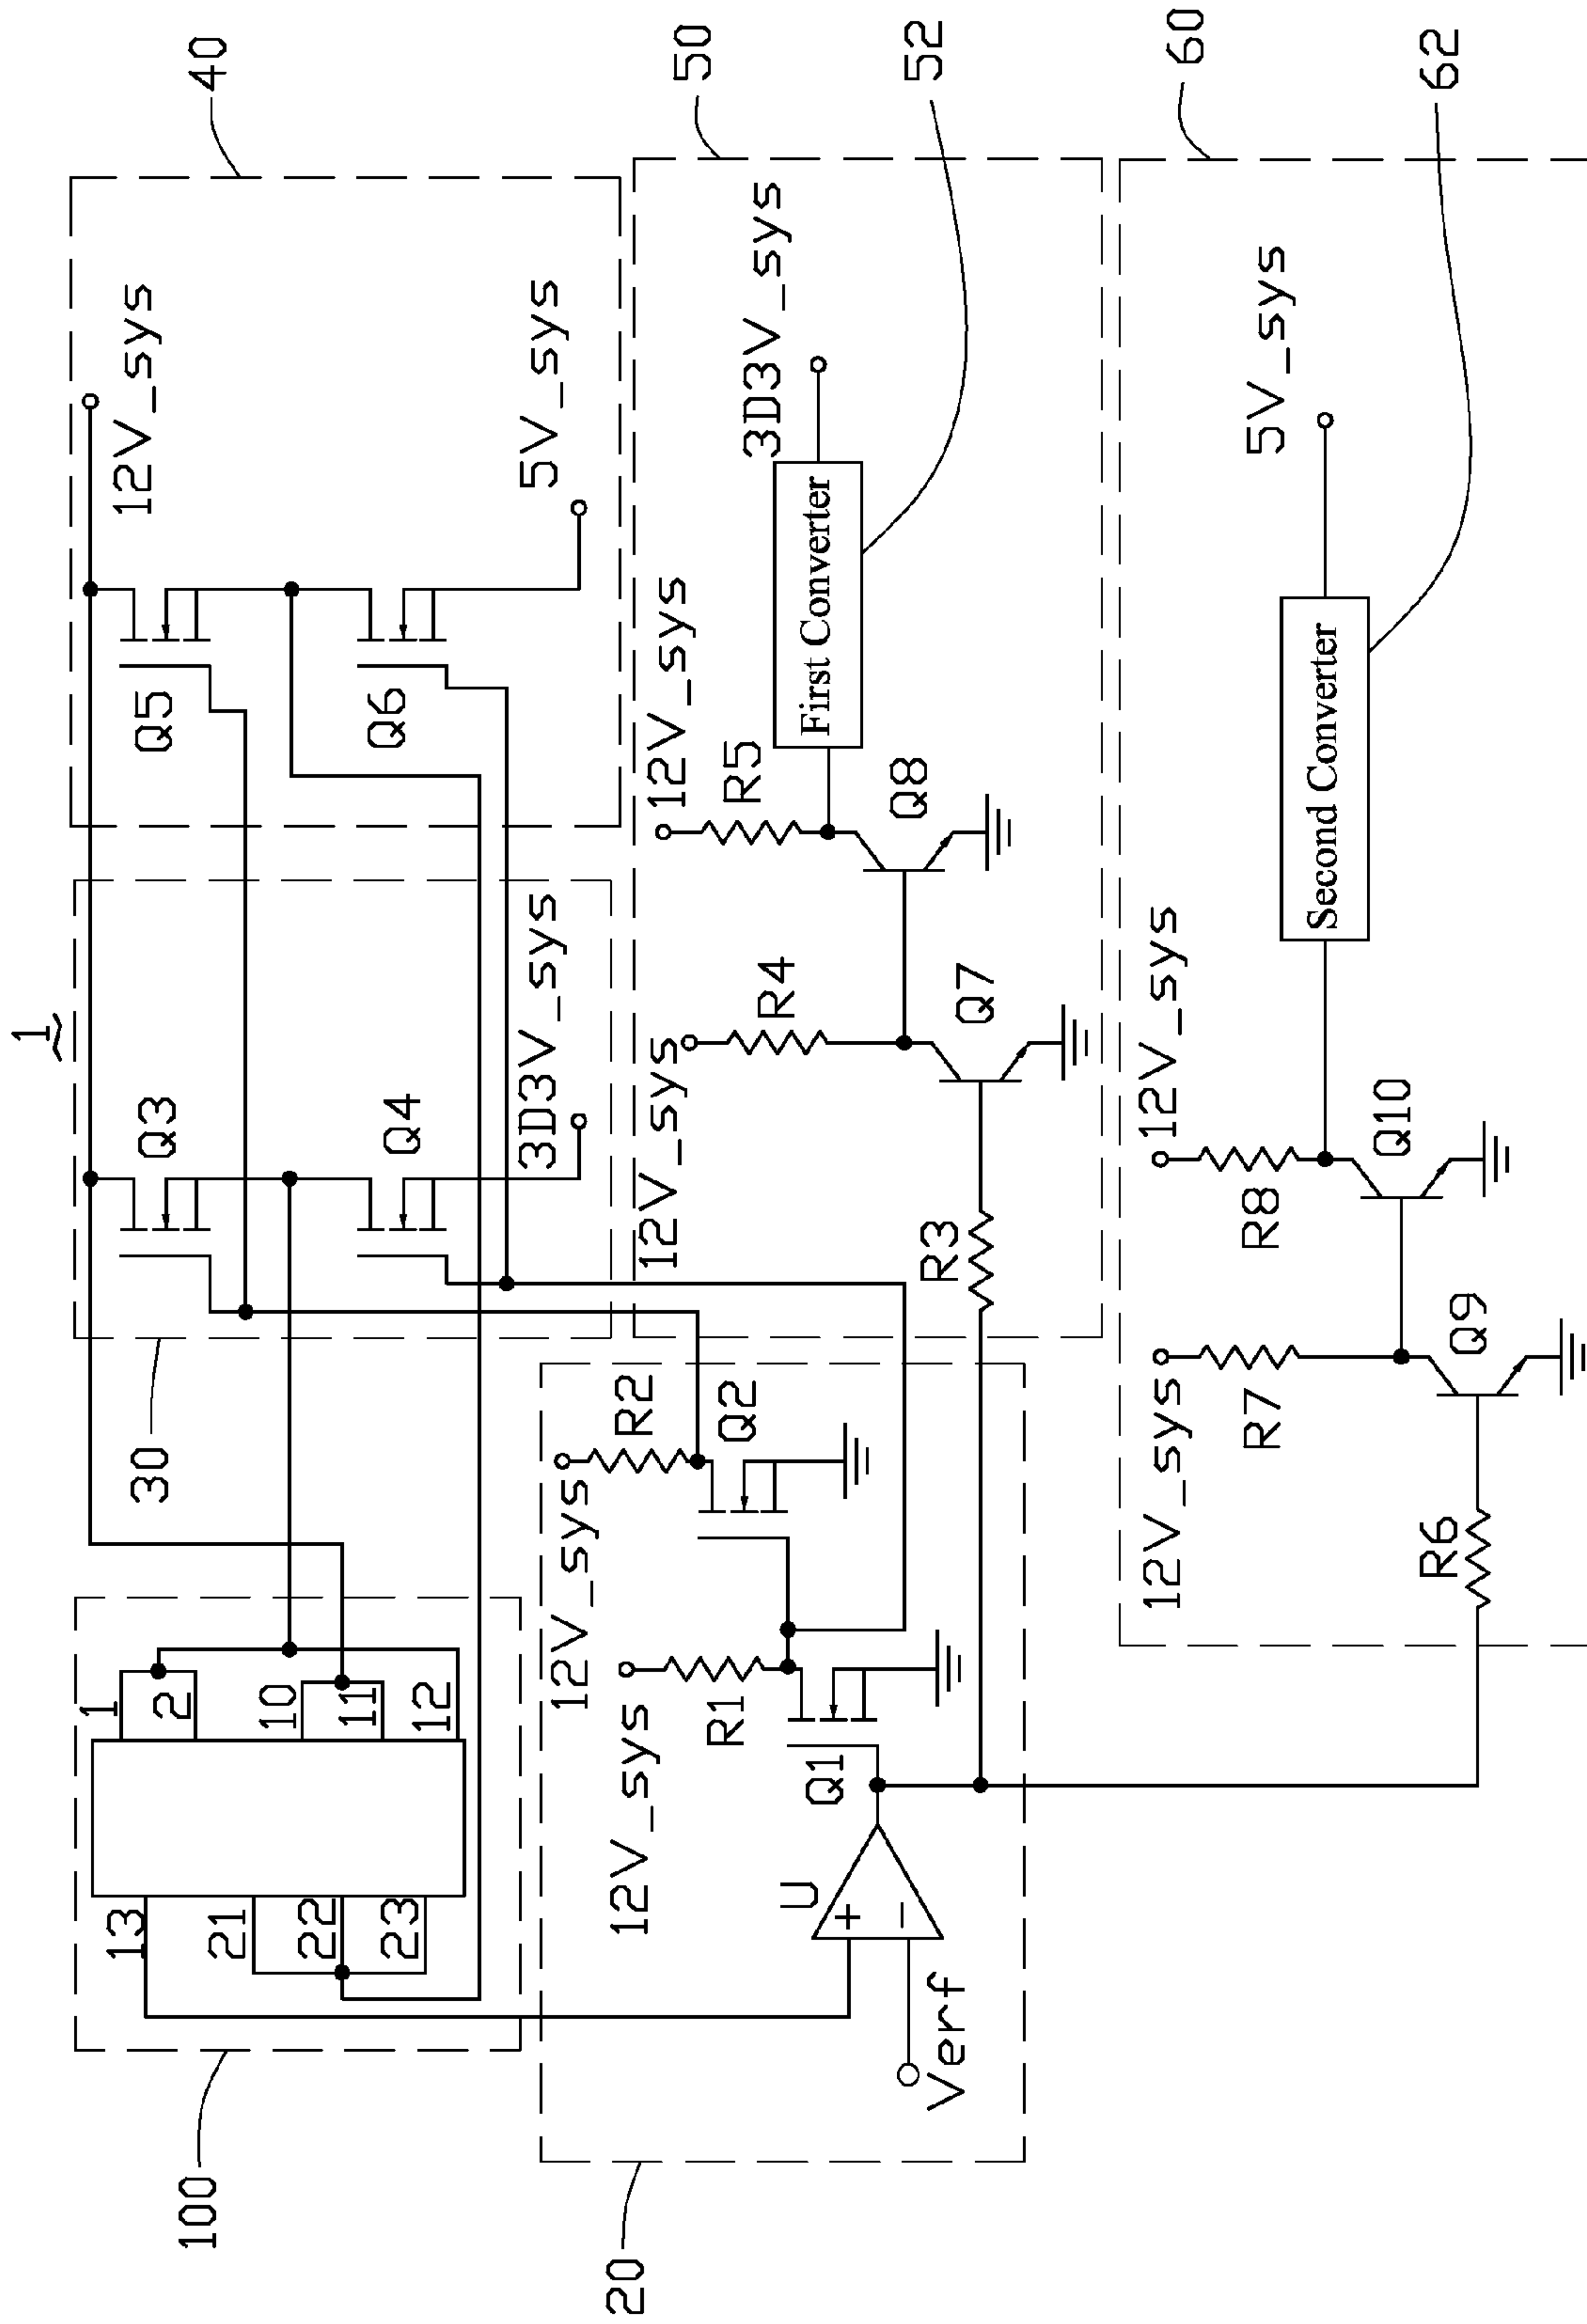 1
100
13
21
22
23
1
2
10
11
12
30
Q3
Q4
3D3V_sys
40
12V_sys
Q5
Q6
5V_sys
20
12V_sys
R1
12V_sys
R2
Q2
Q1
U
+
−
Verf
50
12V_sys
R4
12V_sys
R5
3D3V_sys
First Converter
52
Q8
Q7
R3
60
12V_sys
R7
12V_sys
R8
5V_sys
Second Converter
62
Q10
Q9
R6